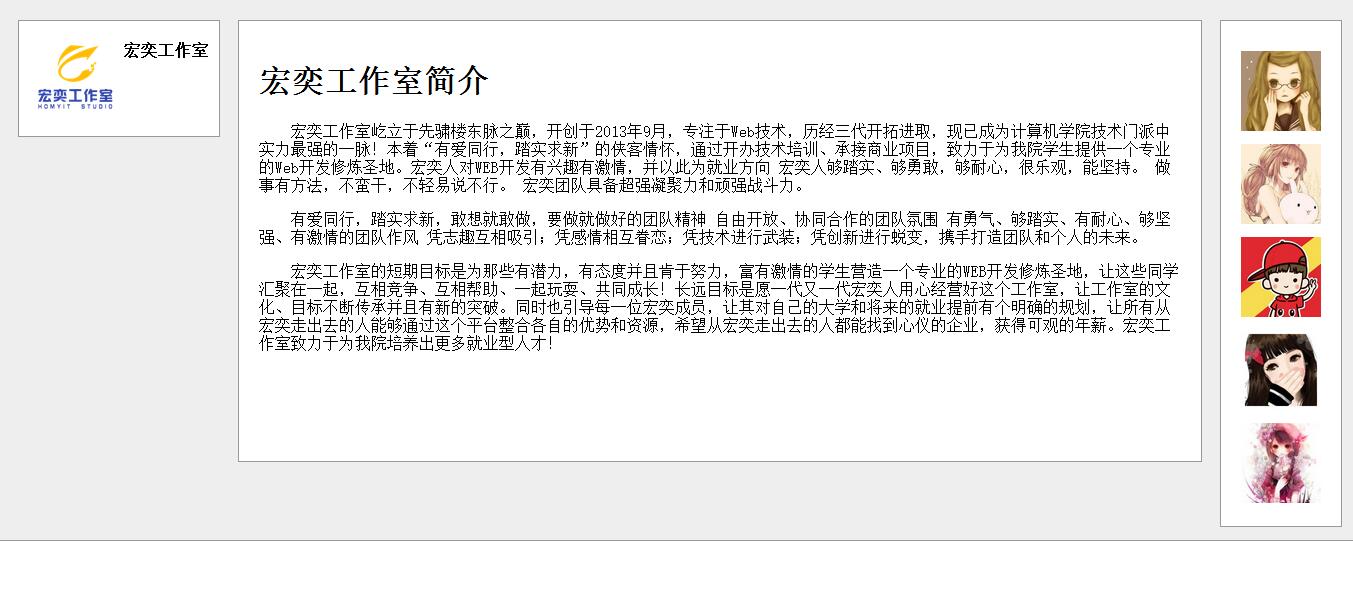 宏奕工作室
HOMYIT STUDIO
宏奕工作室
宏奕工作室简介
宏奕工作室屹立于先骕楼东脉之巅，开创于2013年9月，专注于Web技术，历经三代开拓进取，现已成为计算机学院技术门派中
实力最强的一脉！本着“有爱同行，踏实求新”的侠客情怀，通过开办技术培训、承接商业项目，致力于为我院学生提供一个专业
的Web开发修炼圣地。宏奕人对WEB开发有兴趣有激情，并以此为就业方向 宏奕人够踏实、够勇敢，够耐心，很乐观，能坚持。 做
事有方法，不蛮干，不轻易说不行。 宏奕团队具备超强凝聚力和顽强战斗力。
有爱同行，踏实求新，敢想就敢做，要做就做好的团队精神 自由开放、协同合作的团队氛围 有勇气、够踏实、有耐心、够坚
强、有激情的团队作风 凭志趣互相吸引；凭感情相互眷恋；凭技术进行武装；凭创新进行蜕变，携手打造团队和个人的未来。
宏奕工作室的短期目标是为那些有潜力，有态度并且肯于努力，富有激情的学生营造一个专业的WEB开发修炼圣地，让这些同学
汇聚在一起，互相竞争、互相帮助、一起玩耍、共同成长！长远目标是愿一代又一代宏奕人用心经营好这个工作室，让工作室的文
化、目标不断传承并且有新的突破。同时也引导每一位宏奕成员，让其对自己的大学和将来的就业提前有个明确的规划，让所有从
宏奕走出去的人能够通过这个平台整合各自的优势和资源，希望从宏奕走出去的人都能找到心仪的企业，获得可观的年薪。宏奕工
作室致力于为我院培养出更多就业型人才！